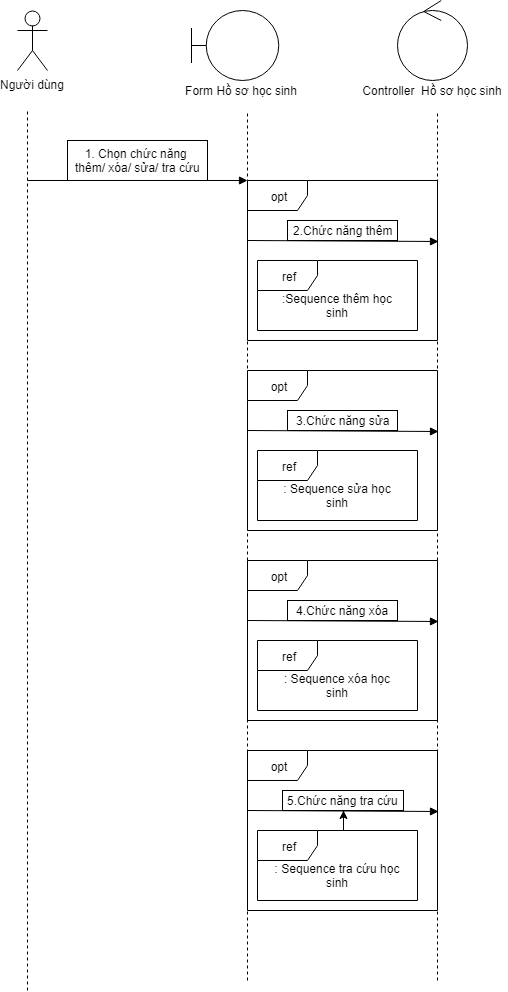 Người dùng
Form Hồ sơ học sinh
Controller Hồ sơ học sinh
1. Chọn chức năng
thêm/ xóa/ sửa/ tra cứu
opt
2.Chức năng thêm
ref
:Sequence thêm học
sinh
opt
3.Chức năng sửa
ref
: Sequence sửa học
sinh
opt
4.Chức năng xóa
ref
: Sequence xóa học
sinh
opt
5.Chức năng tra cứu
ref
: Sequence tra cứu học
sinh